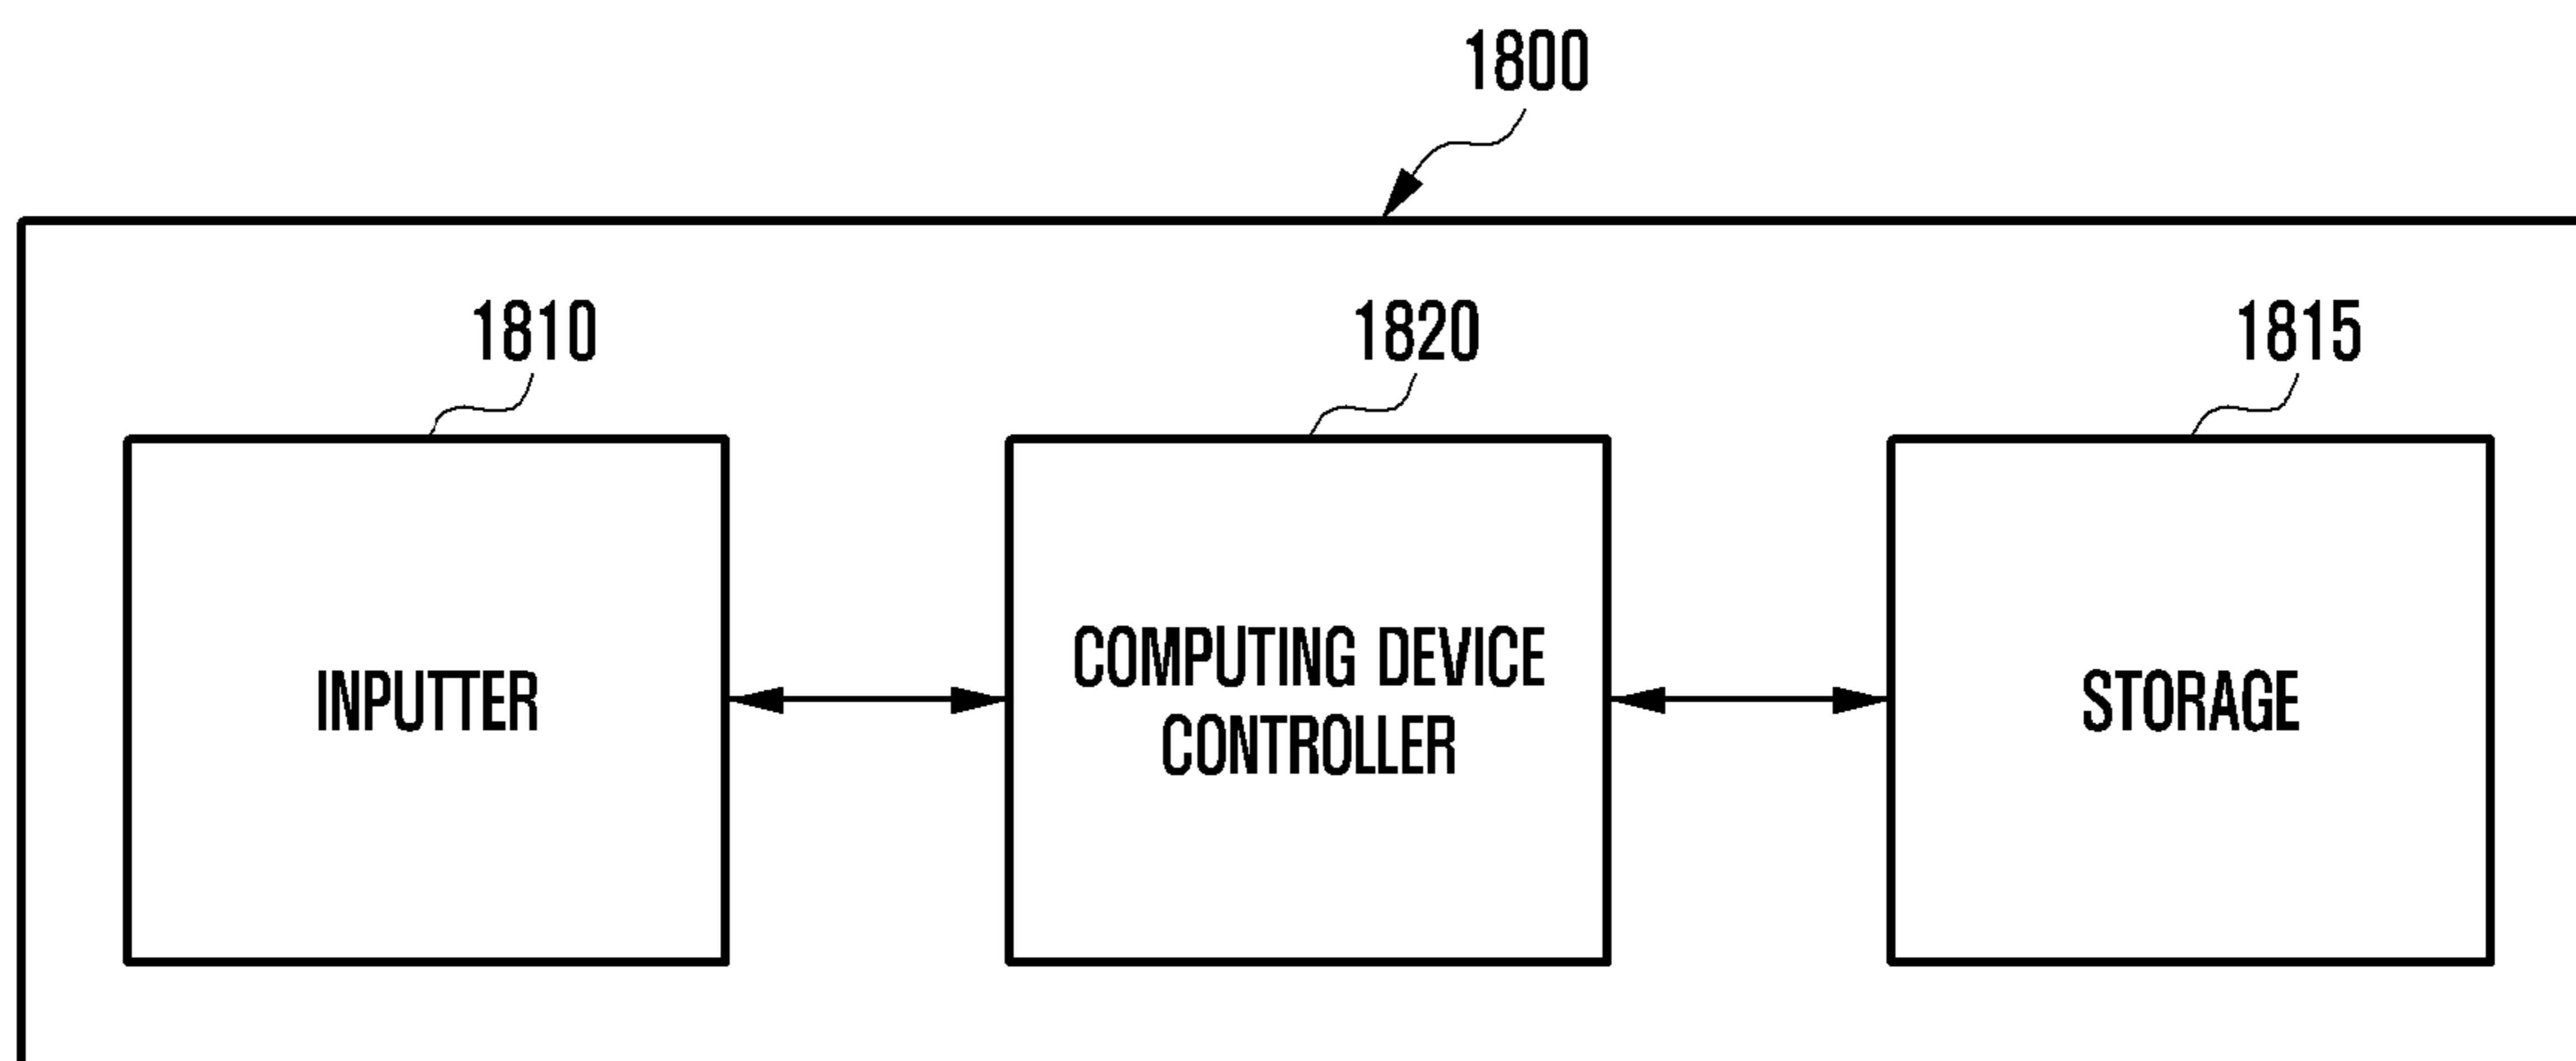 1800
1810
1820
1815
INPUTTER
COMPUTING DEVICE
CONTROLLER
STORAGE